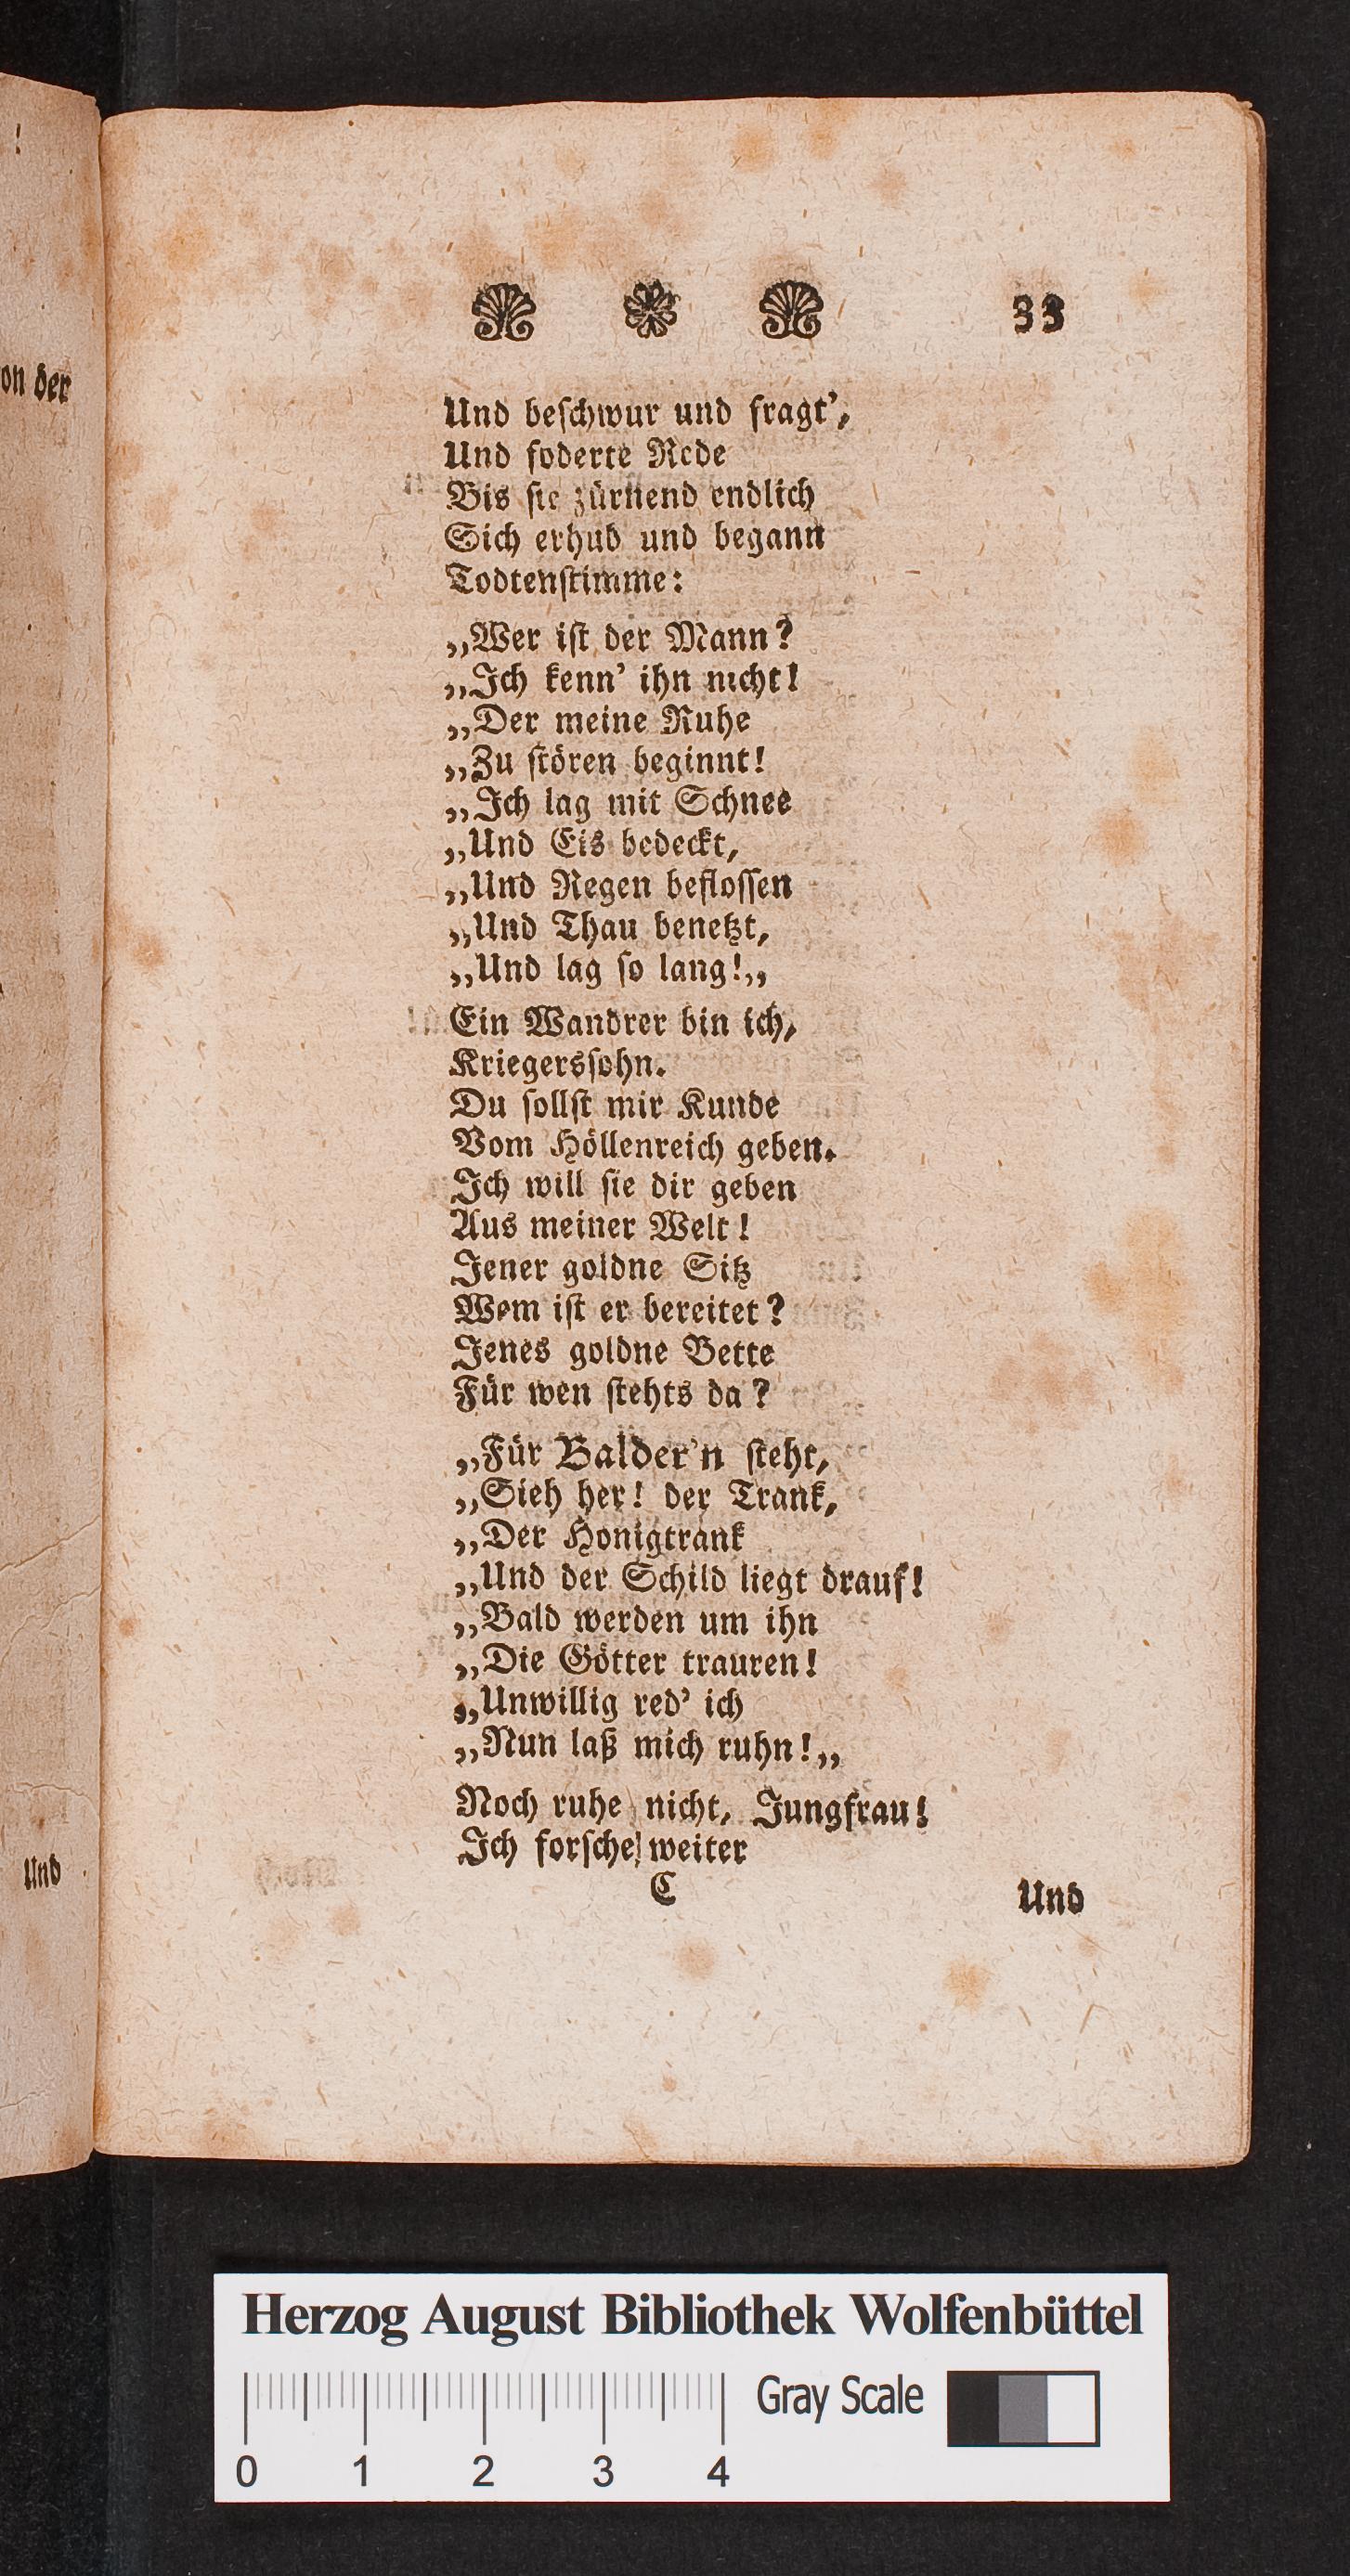 !
on der
Und
33
Und beſchwur und fragt’,
Und foderte Rede
Bis ſie zürnend endlich
Sich erhub und begann
Todtenſtimme:
„Wer iſt der Mann?
„Ich kenn’ ihn nicht!
„Der meine Ruhe
„Zu ſtören beginnt!
„Ich lag mit Schnee
„Und Eis bedeckt,
„Und Regen befloſſen
„Und Thau benetzt,
„Und lag ſo lang!„
Ein Wandrer bin ich,
Kriegersſohn.
Du ſollſt mir Kunde
Vom Höllenreich geben.
Ich will ſie dir geben
Aus meiner Welt!
Jener goldne Sitz
Wem iſt er bereitet?
Jenes goldne Bette
Für wen ſtehts da?
„Für Balder’n ſteht,
„Sieh her! der Trank,
„Der Honigtrank
„Und der Schild liegt drauf!
„Bald werden um ihn
„Die Götter trauren!
„Unwillig red’ ich
„Nun laß mich ruhn!„
Noch ruhe nicht, Jungfrau!
Ich forſche weiter
C
Und
Herzog August Bibliothek Wolfenbüttel
Gray Scale
0 1 2 3 4